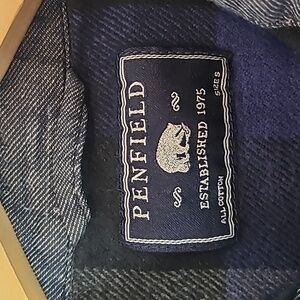 PENFIELD
ESTABLISHED 1975
ALL COTTON
SIZE S